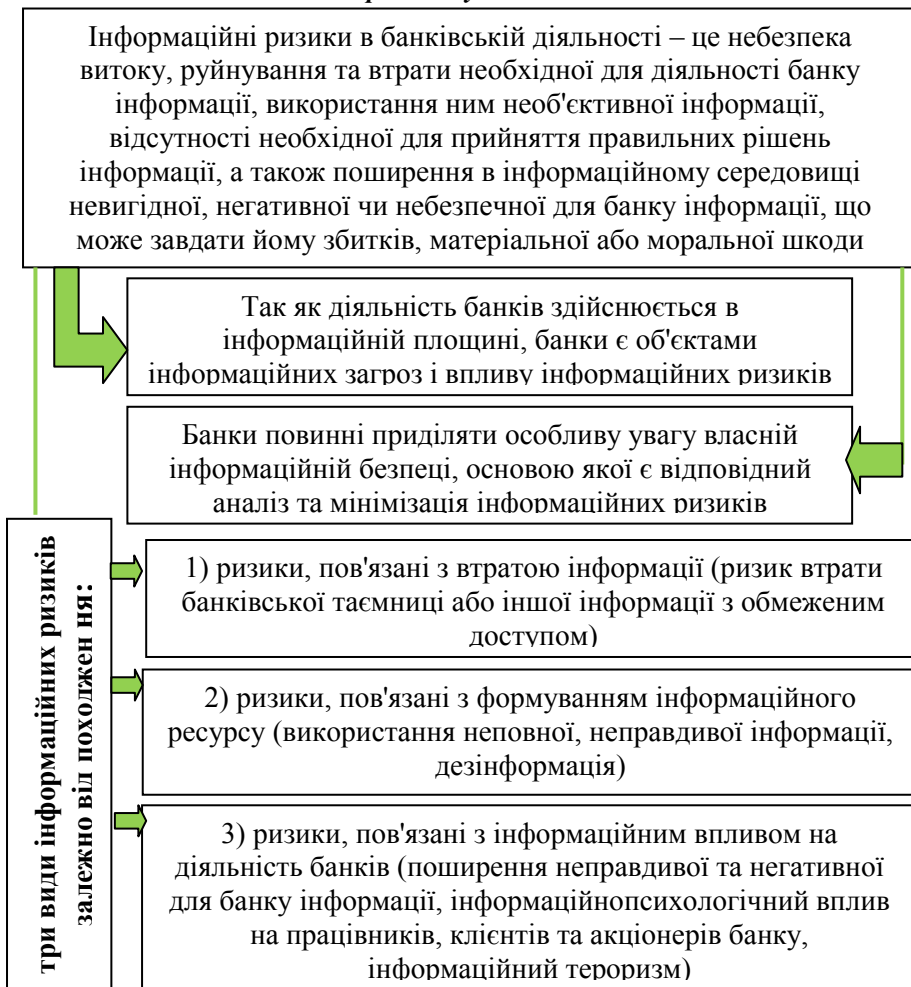 Інформаційні ризики в банківській діяльності – це небезпека
витоку, руйнування та втрати необхідної для діяльності банку
інформації, використання ним необ'єктивної інформації,
відсутності необхідної для прийняття правильних рішень
інформації, а також поширення в інформаційному середовищі
невигідної, негативної чи небезпечної для банку інформації, що
може завдати йому збитків, матеріальної або моральної шкоди
Так як діяльність банків здійснюється в
інформаційній площині, банки є об'єктами
інформаційних загроз і впливу інформаційних ризиків
Банки повинні приділяти особливу увагу власній
інформаційній безпеці, основою якої є відповідний
аналіз та мінімізація інформаційних ризиків
три види інформаційних ризиків
залежно від походжен ня:
1) ризики, пов'язані з втратою інформації (ризик втрати
банківської таємниці або іншої інформації з обмеженим
доступом)
2) ризики, пов'язані з формуванням інформаційного
ресурсу (використання неповної, неправдивої інформації,
дезінформація)
3) ризики, пов'язані з інформаційним впливом на
діяльність банків (поширення неправдивої та негативної
для банку інформації, інформаційнопсихологічний вплив
на працівників, клієнтів та акціонерів банку,
інформаційний тероризм)